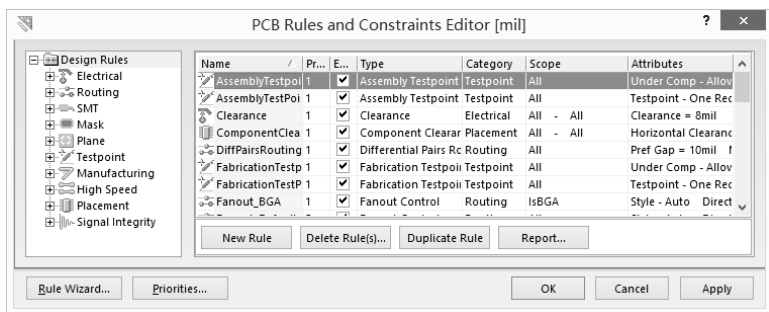 PCB Rules and Constraints Editor [mil] ? ×
Design Rules
Electrical
Routing
SMT
Mask
Plane
Testpoint
Manufacturing
High Speed
Placement
Signal Integrity
Name / Pr... E... Type Category Scope Attributes
AssemblyTestpoi 1 Assembly Testpoint Testpoint All Under Comp - Allow
AssemblyTestPoi 1 Assembly Testpoint Testpoint All Testpoint - One Rec
Clearance 1 Clearance Electrical All - All Clearance = 8mil
ComponentClea 1 Component Clearar Placement All - All Horizontal Clearanc
DiffPairsRouting 1 Differential Pairs Rc Routing All Pref Gap = 10mil
FabricationTestp 1 Fabrication Testpoin Testpoint All Under Comp - Allow
FabricationTestP 1 Fabrication Testpoin Testpoint All Testpoint - One Rec
Fanout_BGA 1 Fanout Control Routing IsBGA Style - Auto Direct
New Rule Delete Rule(s)... Duplicate Rule Report...
Rule Wizard... Priorities... OK Cancel Apply